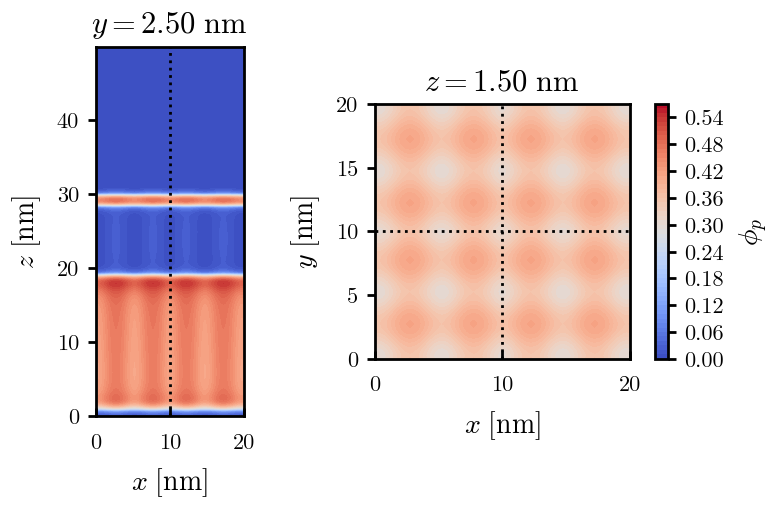 y = 2.50 nm
40
30
20
10
0
z [nm]
0 10 20
x [nm]
z = 1.50 nm
20
15
10
5
0
y [nm]
0 10 20
x [nm]
0.54
0.48
0.42
0.36
0.30
0.24
0.18
0.12
0.06
0.00
ϕₚ